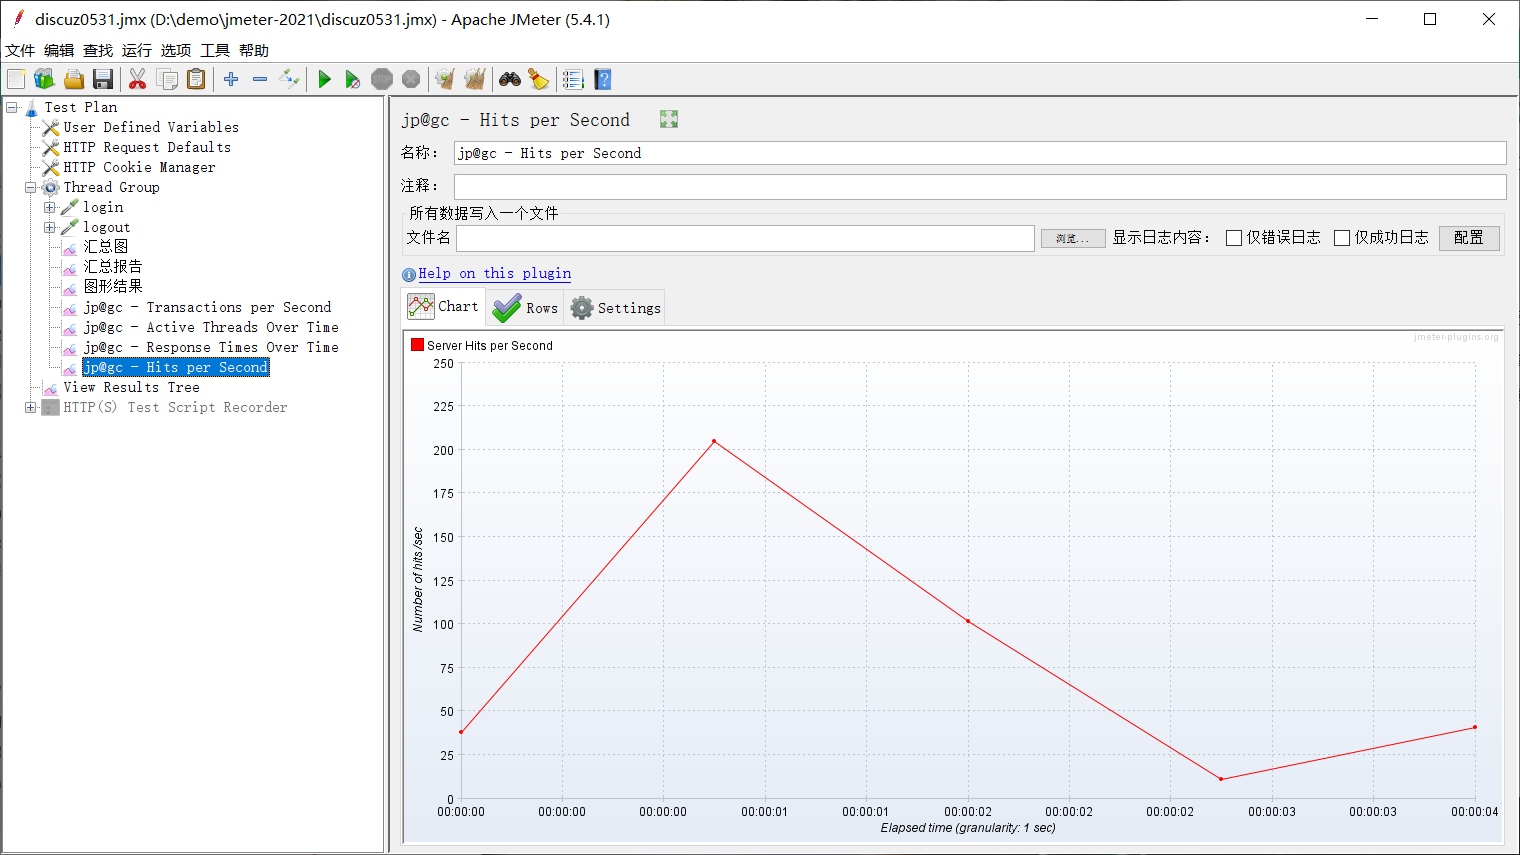 discuz0531.jmx (D:\demo\jmeter-2021\discuz0531.jmx) - Apache JMeter (5.4.1)
文件 编辑 查找 运行 选项 工具 帮助
STOP
Test Plan
User Defined Variables
HTTP Request Defaults
HTTP Cookie Manager
Thread Group
login
logout
汇总图
汇总报告
图形结果
jp@gc - Transactions per Second
jp@gc - Active Threads Over Time
jp@gc - Response Times Over Time
jp@gc - Hits per Second
View Results Tree
HTTP(S) Test Script Recorder
jp@gc - Hits per Second
名称： jp@gc - Hits per Second
注释：
所有数据写入一个文件
文件名 浏览... 显示日志内容： 仅错误日志 仅成功日志 配置
Help on this plugin
Chart Rows Settings
Server Hits per Second
jmeter-plugins.org
250
225
200
175
150
125
100
75
50
25
0
Number of hits /sec
00:00:00 00:00:00 00:00:00 00:00:01 00:00:01 00:00:02 00:00:02 00:00:02 00:00:03 00:00:03 00:00:04
Elapsed time (granularity: 1 sec)